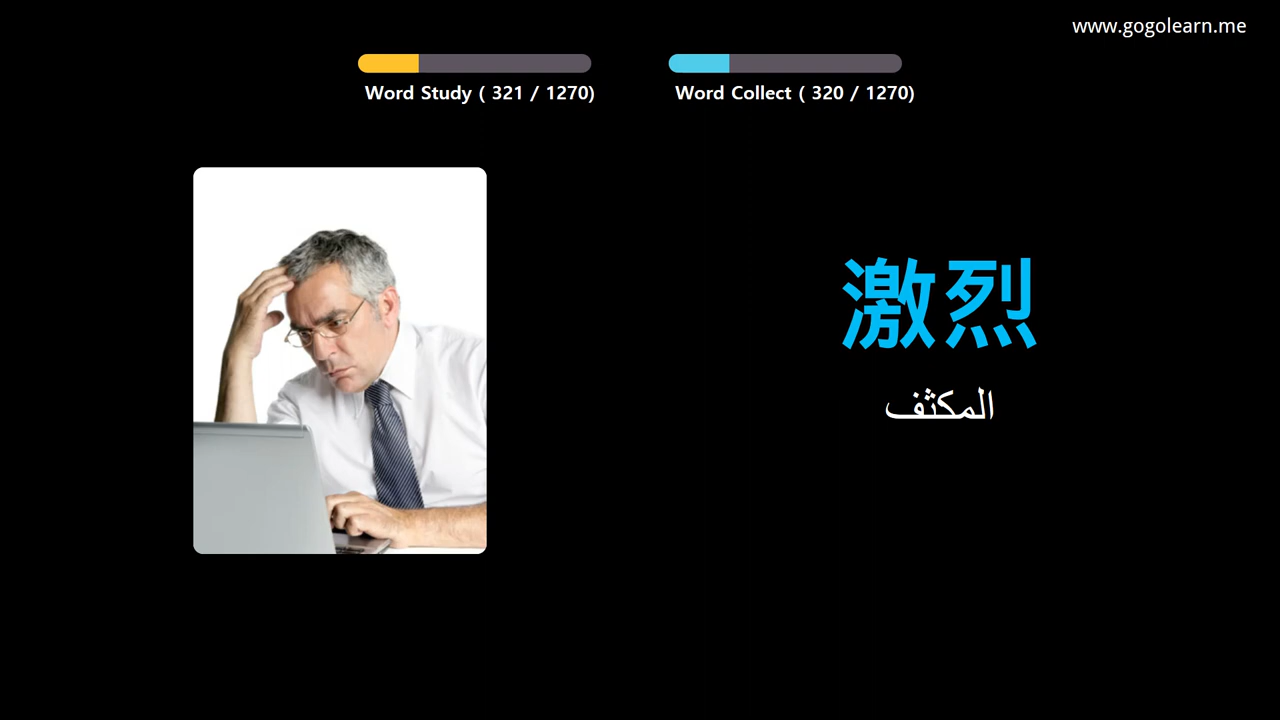 www.gogolearn.me
Word Study ( 321 / 1270)
Word Collect ( 320 / 1270)
激烈
المكثف